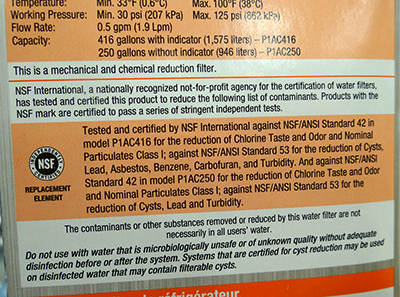 Temperature: Min. 33°F (0.6°C) Max. 100°F (38°C)
Working Pressure: Min. 30 psi (207 kPa) Max. 125 psi (862 kPa)
Flow Rate: 0.5 gpm (1.9 Lpm)
Capacity: 416 gallons with indicator (1,575 liters) – P1AC416
250 gallons without indicator (946 liters) – P1AC250
This is a mechanical and chemical reduction filter.
NSF International, a nationally recognized not-for-profit agency for the certification of water filters,
has tested and certified this product to reduce the following list of contaminants. Products with the
NSF mark are certified to pass a series of stringent independent tests.
INDEPENDENTLY
NSF
CERTIFIED
REPLACEMENT
ELEMENT
Tested and certified by NSF International against NSF/ANSI Standard 42 in
model P1AC416 for the reduction of Chlorine Taste and Odor and Nominal
Particulates Class I; against NSF/ANSI Standard 53 for the reduction of Cysts,
Lead, Asbestos, Benzene, Carbofuran, and Turbidity. And against NSF/ANSI
Standard 42 in model P1AC250 for the reduction of Chlorine Taste and Odor
and Nominal Particulates Class I; against NSF/ANSI Standard 53 for the
reduction of Cysts, Lead and Turbidity.
The contaminants or other substances removed or reduced by this water filter are not
necessarily in all users' water.
Do not use with water that is microbiologically unsafe or of unknown quality without adequate
disinfection before or after the system. Systems that are certified for cyst reduction may be used
on disinfected water that may contain filterable cysts.
réfrigérateur